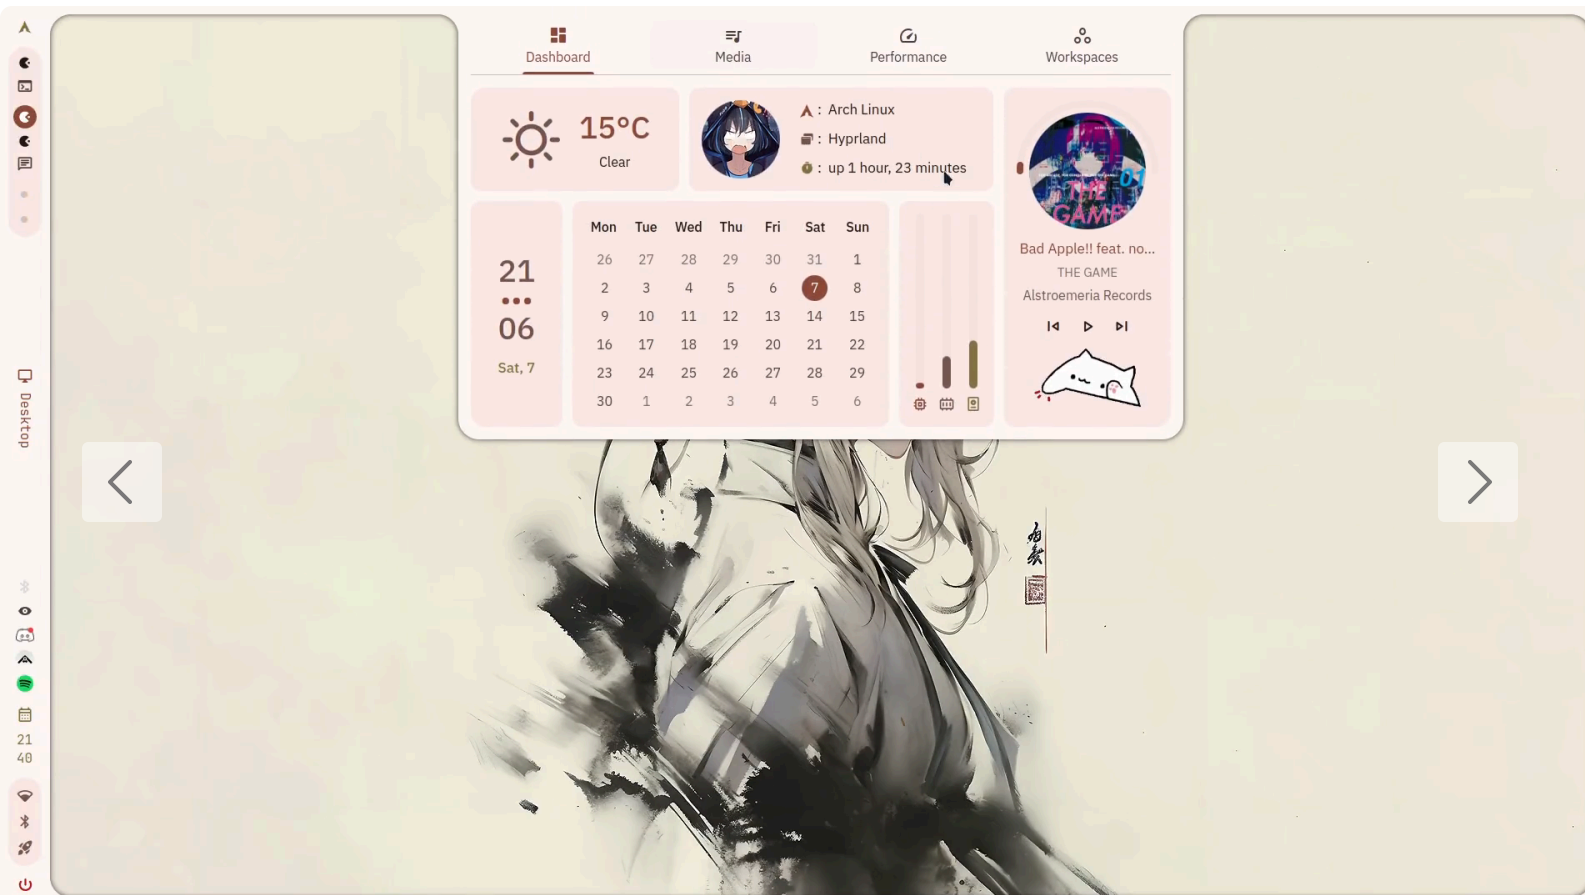 Dashboard
Media
Performance
Workspaces
15°C
Clear
: Arch Linux
: Hyprland
: up 1 hour, 23 minutes
21
06
Sat, 7
Mon Tue Wed Thu Fri Sat Sun
26 27 28 29 30 31 1
2 3 4 5 6 7 8
9 10 11 12 13 14 15
16 17 18 19 20 21 22
23 24 25 26 27 28 29
30 1 2 3 4 5 6
01
THE
GAME
Bad Apple!! feat. no...
THE GAME
Alstroemeria Records
Desktop
21
40